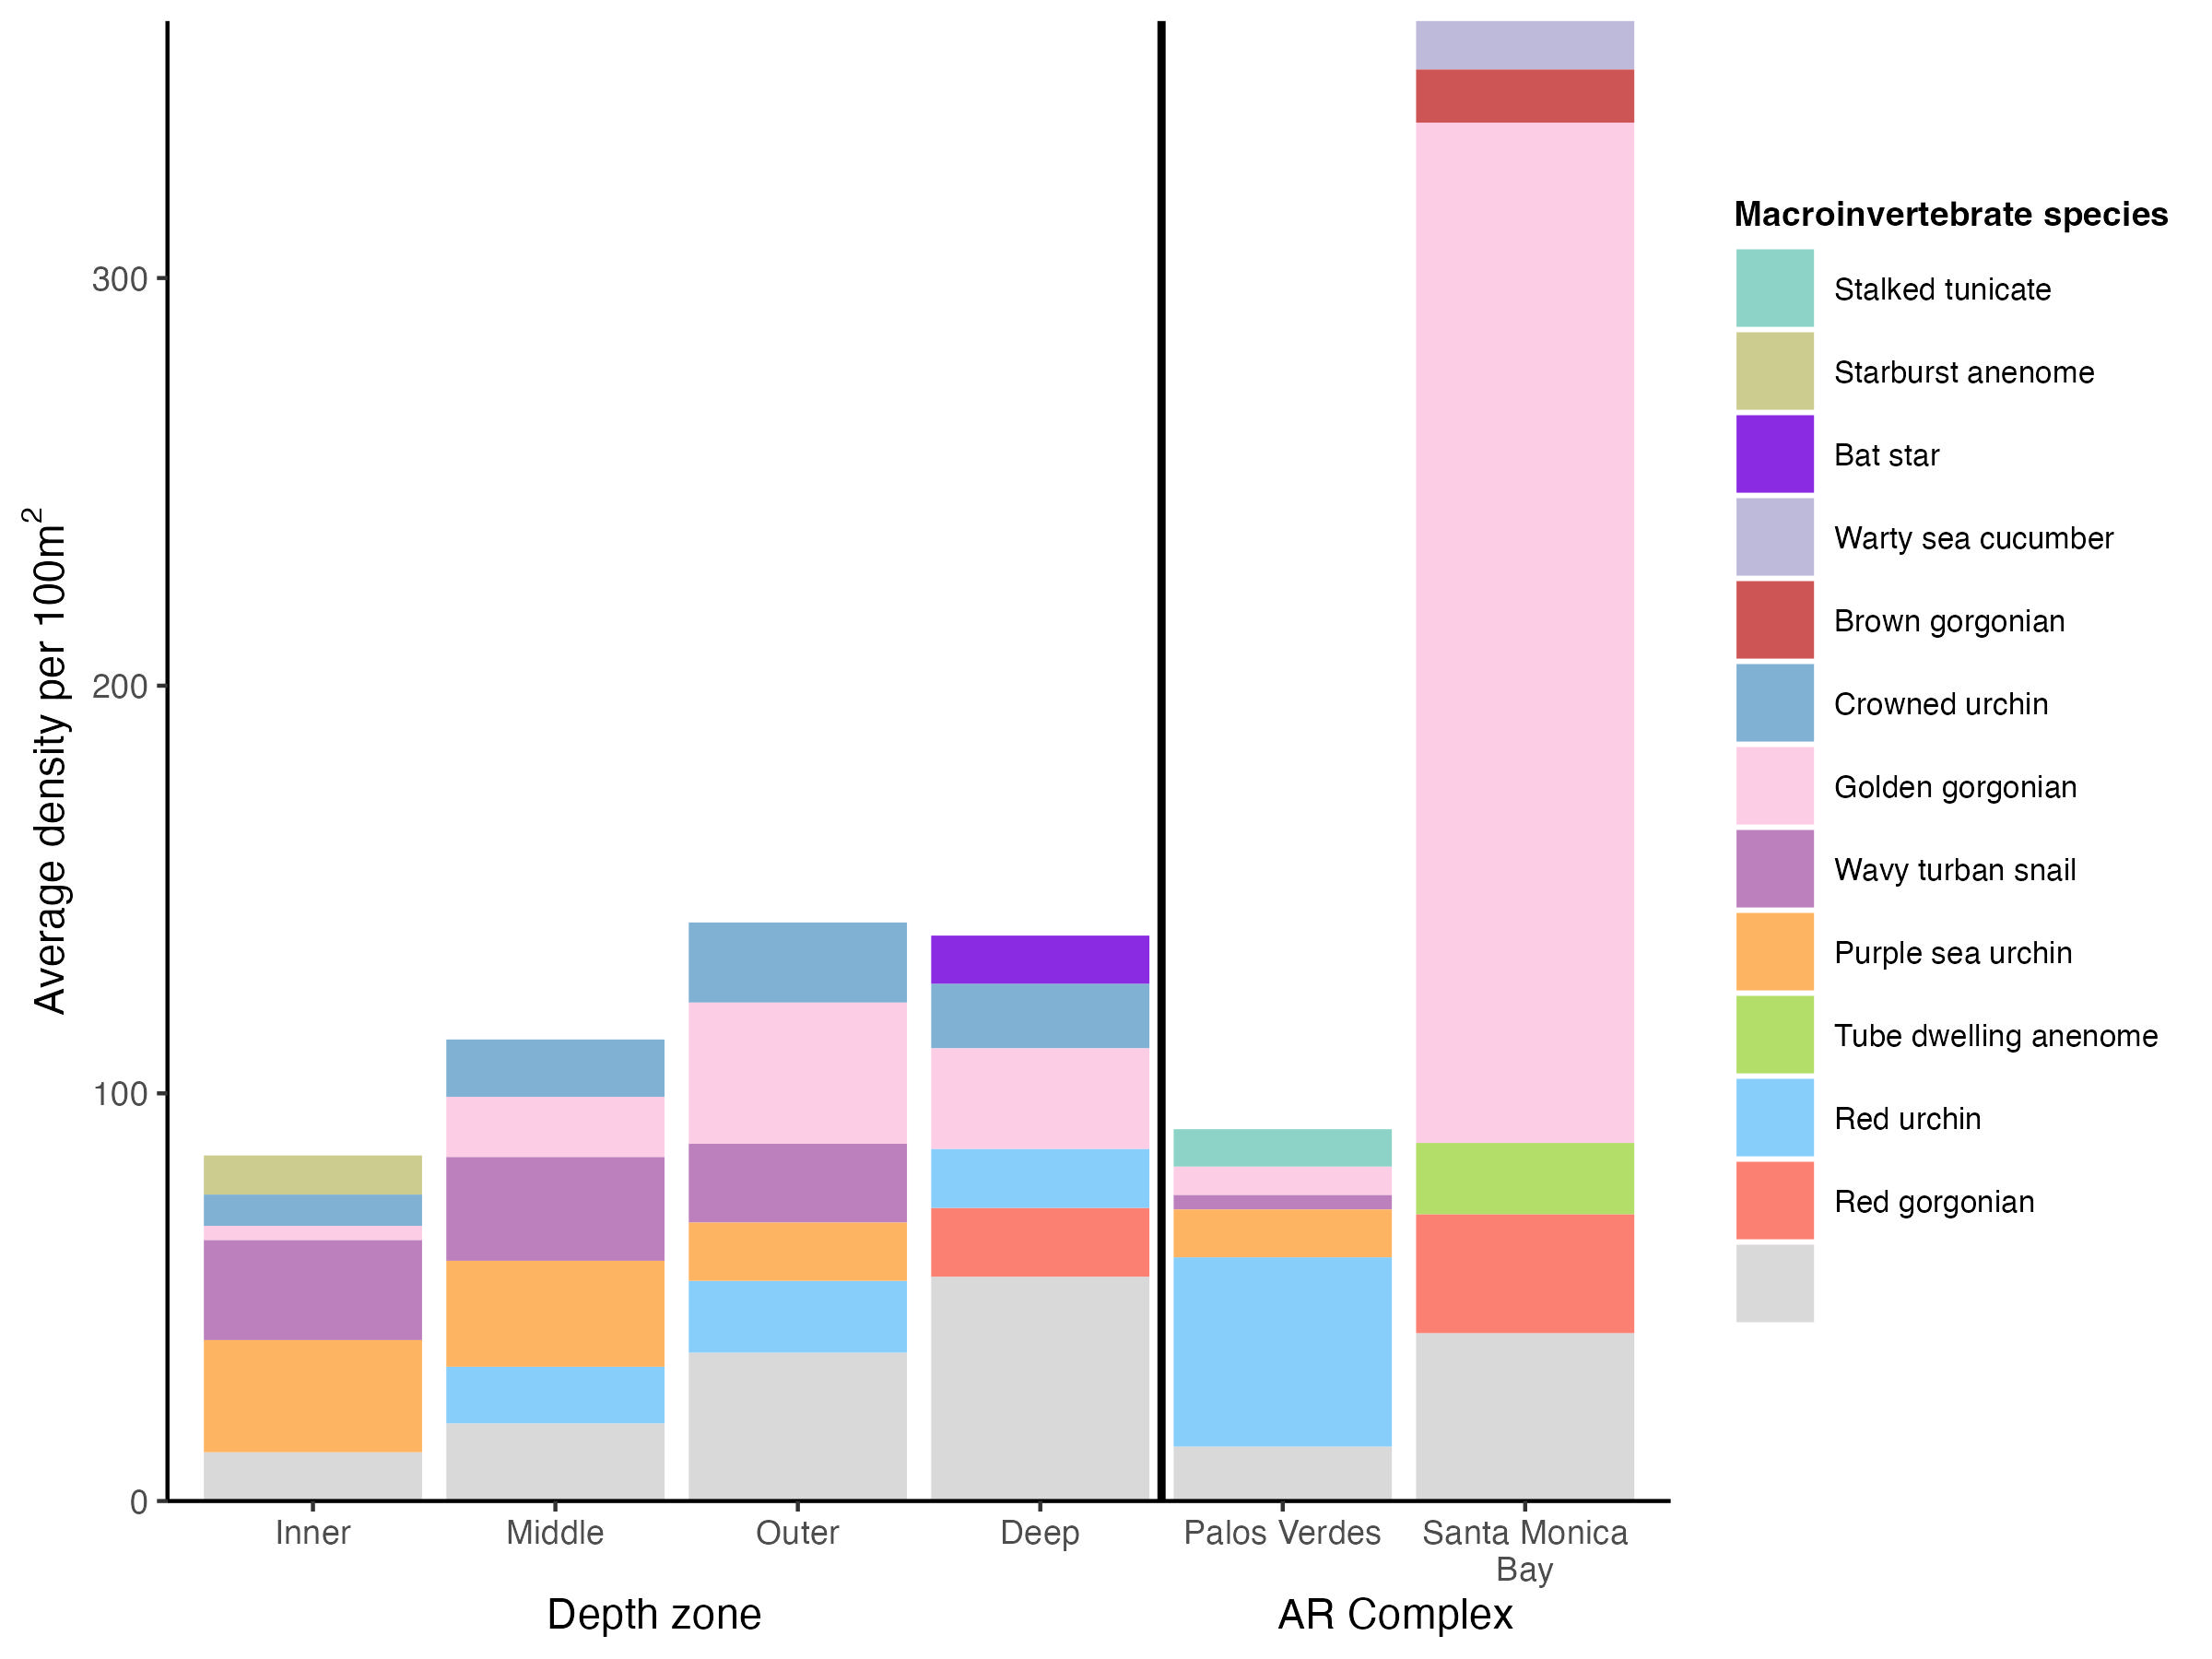 Average density per 100m²
300
200
100
0
Inner
Middle
Outer
Deep
Palos Verdes
Santa Monica
Bay
Depth zone
AR Complex
Macroinvertebrate species
Stalked tunicate
Starburst anenome
Bat star
Warty sea cucumber
Brown gorgonian
Crowned urchin
Golden gorgonian
Wavy turban snail
Purple sea urchin
Tube dwelling anenome
Red urchin
Red gorgonian